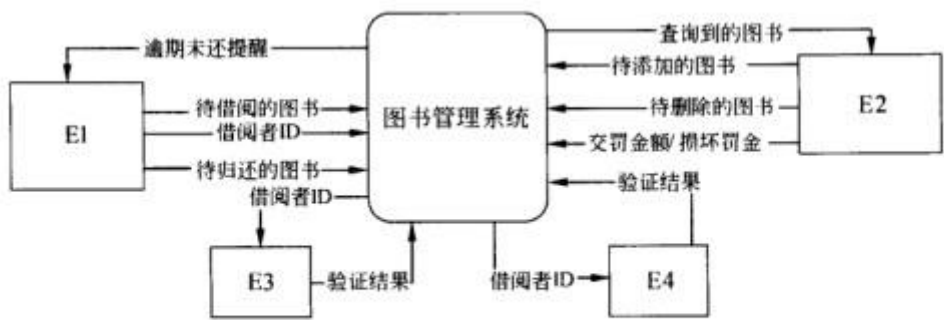 逾期未还提醒
查询到的图书
待添加的图书
E1
待借阅的图书
借阅者ID
待归还的图书
借阅者ID
图书管理系统
待删除的图书
E2
交罚金额/损坏罚金
验证结果
E3
验证结果
借阅者ID
E4